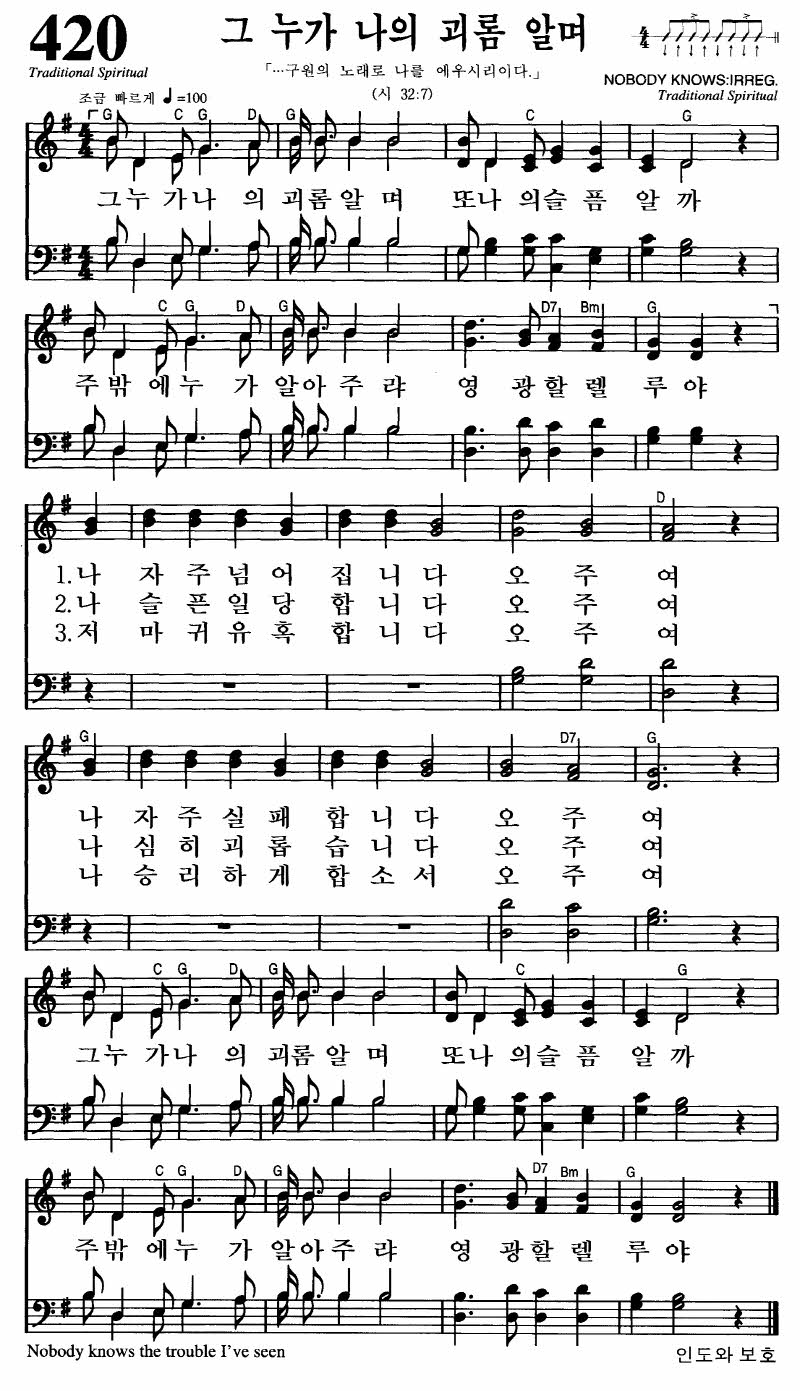 420
그 누가 나의 괴롬 알며
Traditional Spiritual
「…구원의 노래로 나를 에우시리이다.」
NOBODY KNOWS:IRREG.
조금 빠르게 ♩=100
(시 32:7)
Traditional Spiritual
G C G D G C G
4/4
그누 가나 의 괴롬알 며 또나 의슬 픔 알 까
4/4
C G D G D7 Bm G
주밖 에누 가 알아주 랴 영 광할 렐 루 야
D
1.나 자 주 넘 어 집 니 다 오 주 여
2.나 슬 픈 일 당 합 니 다 오 주 여
3.저 마 귀 유 혹 합 니 다 오 주 여
G D7 G
나 자 주 실 패 합 니 다 오 주 여
나 심 히 괴 롭 습 니 다 오 주 여
나 승 리 하 게 합 소 서 오 주 여
C G D G C G
그누 가나 의 괴롬알 며 또나 의슬 픔 알 까
C G D G D7 Bm G
주밖 에누 가 알아주 랴 영 광할 렐 루 야
Nobody knows the trouble I've seen
인도와 보호